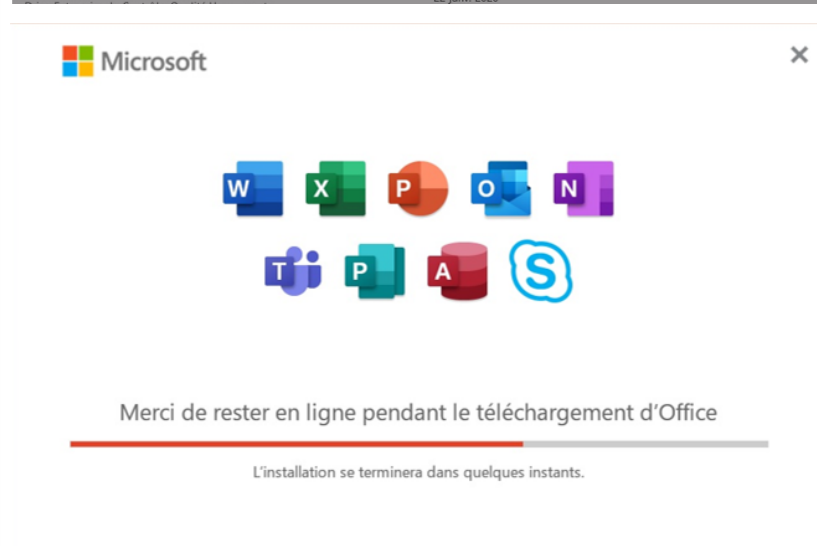 Microsoft
W X P O N
T P A S
Merci de rester en ligne pendant le téléchargement d’Office
L’installation se terminera dans quelques instants.